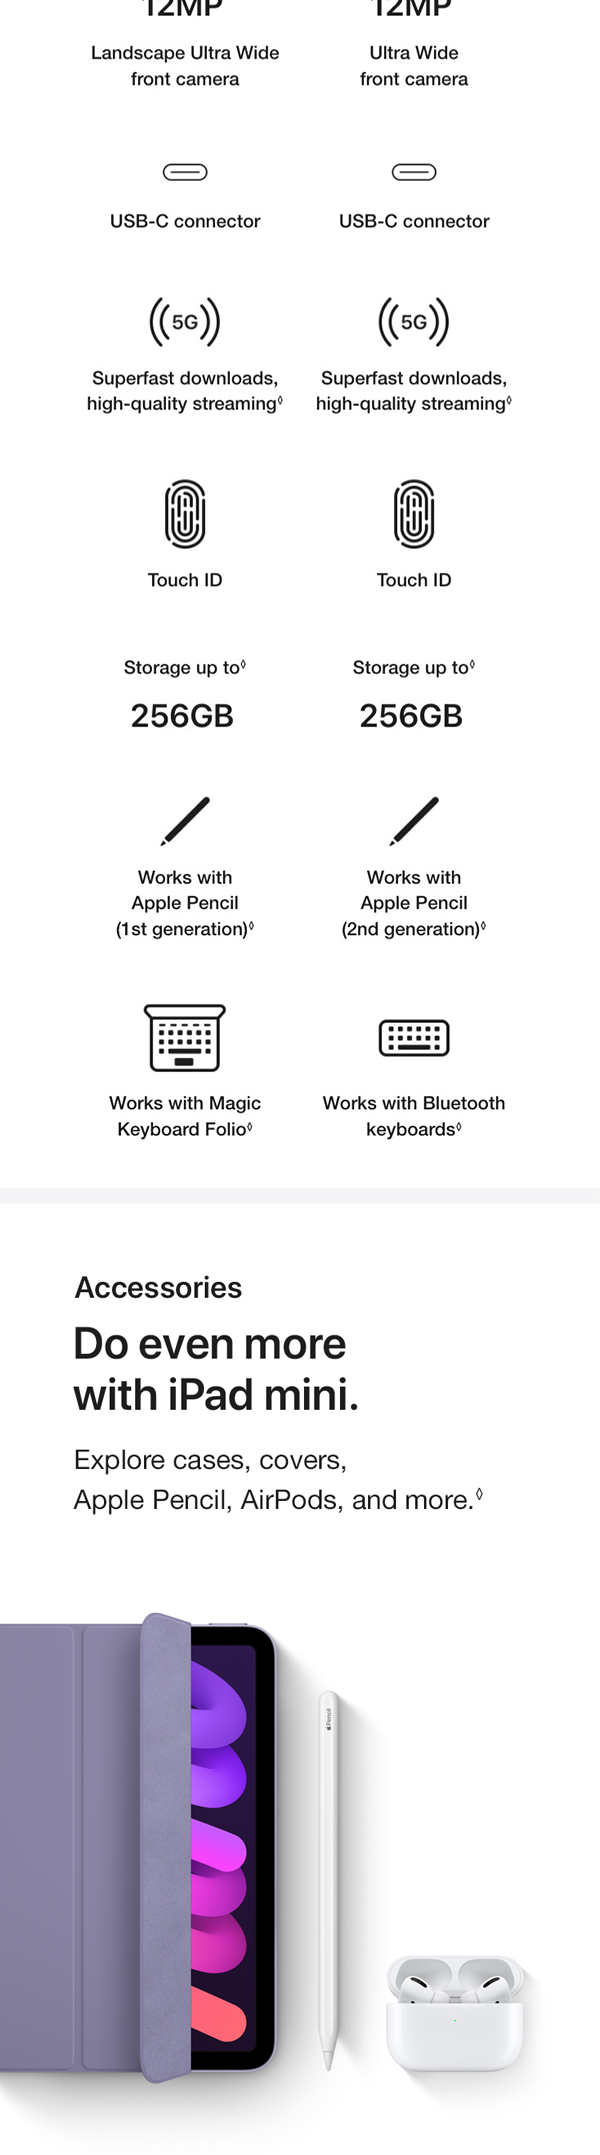 12MP 12MP
Landscape Ultra Wide Ultra Wide
front camera front camera
USB-C connector USB-C connector
5G 5G
Superfast downloads, Superfast downloads,
high-quality streaming◊ high-quality streaming◊
Touch ID Touch ID
Storage up to◊ Storage up to◊
256GB 256GB
Works with Works with
Apple Pencil Apple Pencil
(1st generation)◊ (2nd generation)◊
Works with Magic Works with Bluetooth
Keyboard Folio◊ keyboards◊
Accessories
Do even more
with iPad mini.
Explore cases, covers,
Apple Pencil, AirPods, and more.◊
Pencil